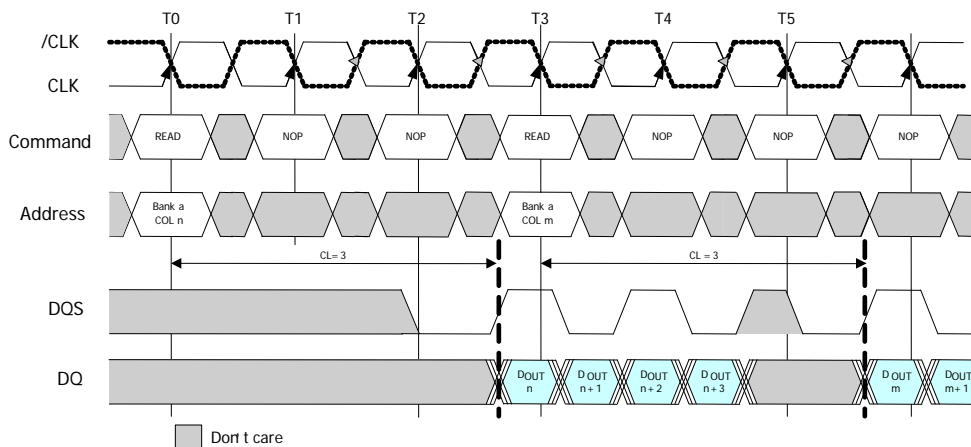 T0 T1 T2 T3 T4 T5
/CLK
CLK
Command READ NOP NOP READ NOP NOP NOP
Address Bank a COL n Bank a COL m
CL= 3 CL = 3
DQS
DQ DOUT n DOUT n+1 DOUT n+2 DOUT n+3 DOUT m DOUT m+1
Don't care